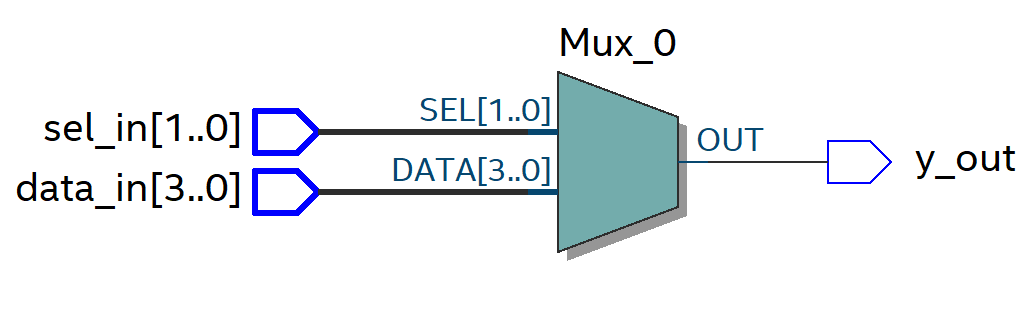 Mux_0
sel_in[1..0]
SEL[1..0]
data_in[3..0]
DATA[3..0]
OUT
y_out